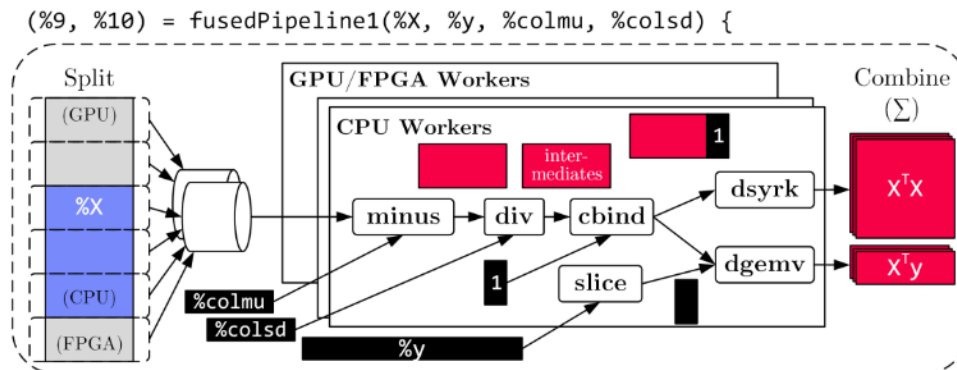 (%9, %10) = fusedPipeline1(%X, %y, %colmu, %colsd) {
Split
(GPU)
%X
(CPU)
(FPGA)
GPU/FPGA Workers
CPU Workers
inter-
mediates
1
minus
div
cbind
dsyrk
dgemv
slice
1
%colmu
%colsd
%y
Combine
(∑)
XᵀX
Xᵀy